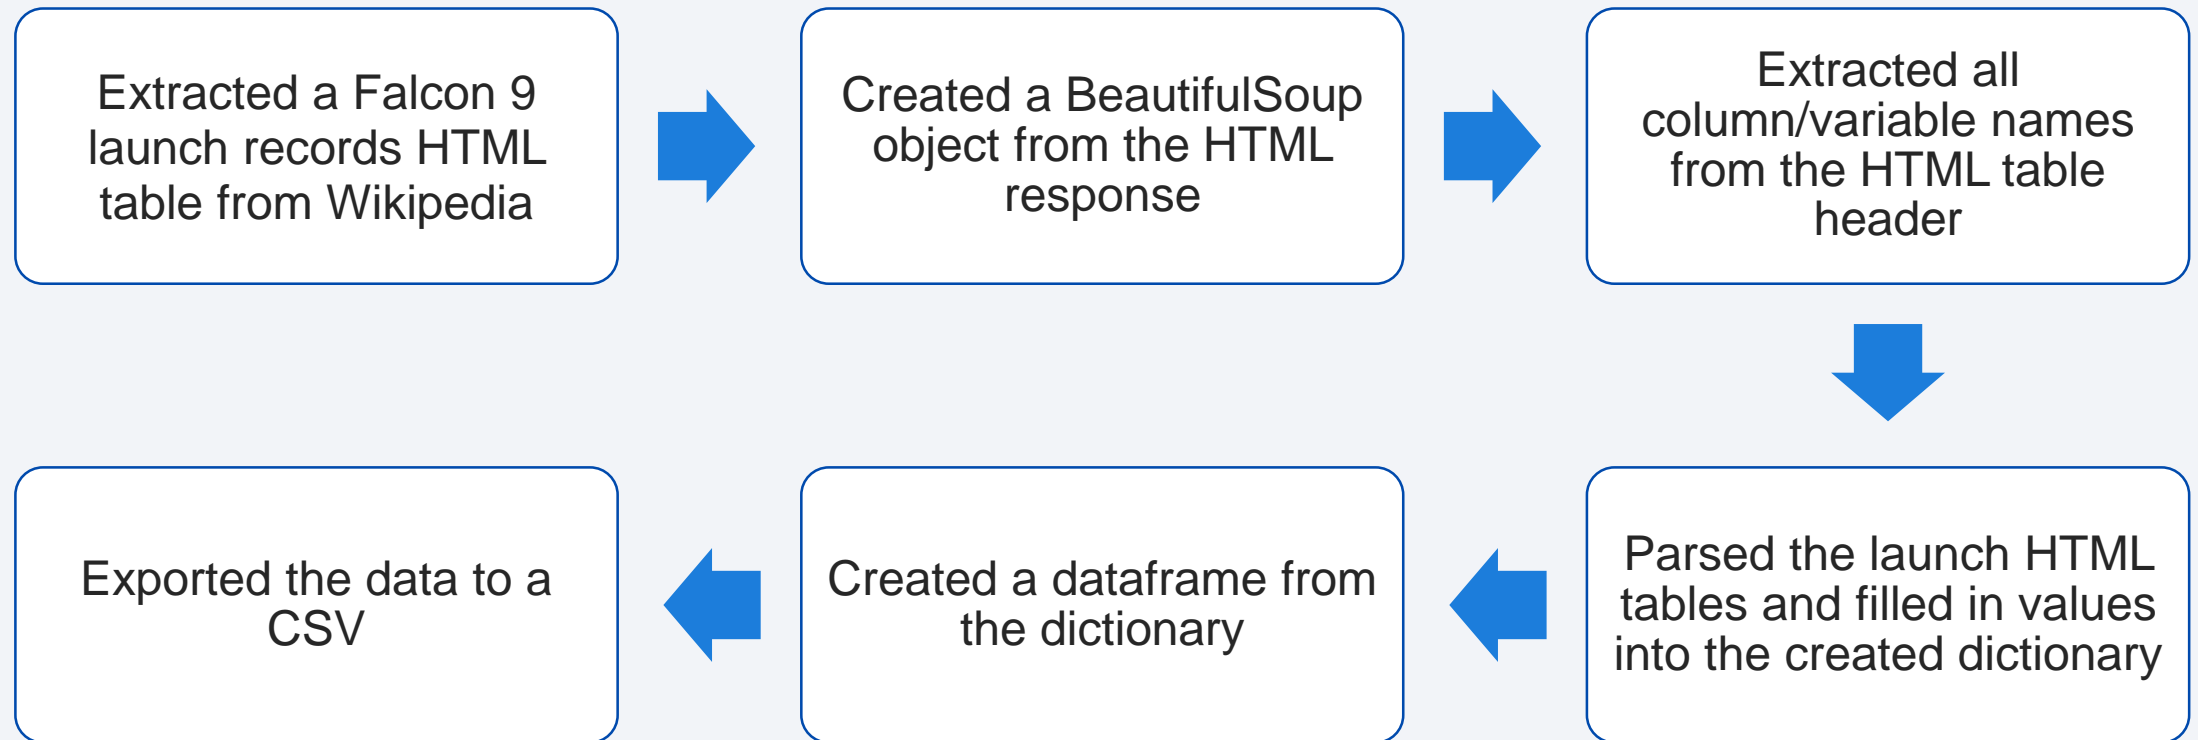 Extracted a Falcon 9
launch records HTML
table from Wikipedia
Created a BeautifulSoup
object from the HTML
response
Extracted all
column/variable names
from the HTML table
header
Parsed the launch HTML
tables and filled in values
into the created dictionary
Created a dataframe from
the dictionary
Exported the data to a
CSV